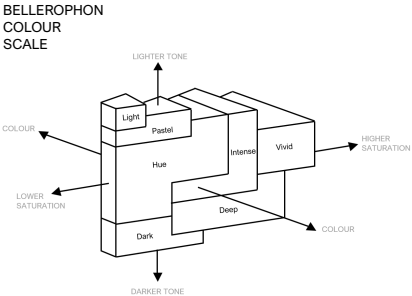 BELLEROPHON
COLOUR
SCALE
LIGHTER TONE
Light
Pastel
COLOUR
HIGHER
SATURATION
Vivid
Intense
Hue
LOWER
SATURATION
Deep
COLOUR
Dark
DARKER TONE